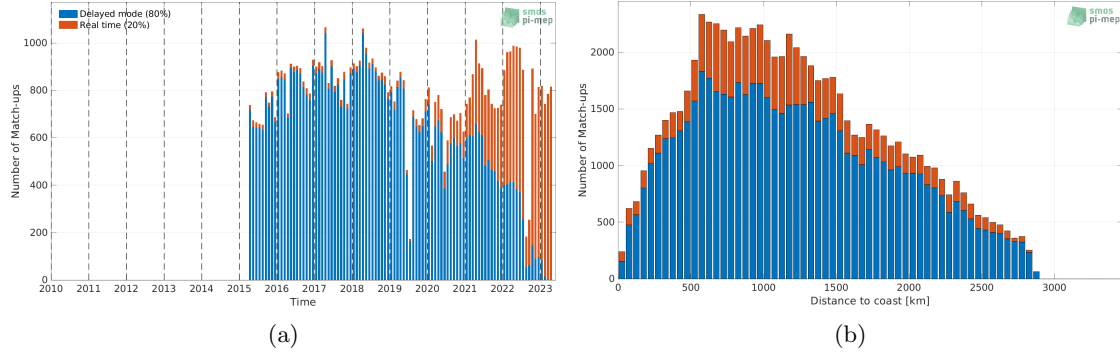 Delayed mode (80%)
Real time (20%)
smos
pi-mep
Number of Match-ups
0
200
400
600
800
1000
2010
2011
2012
2013
2014
2015
2016
2017
2018
2019
2020
2021
2022
2023
Time
(a)
smos
pi-mep
Number of Match-ups
0
500
1000
1500
2000
0
500
1000
1500
2000
2500
3000
Distance to coast [km]
(b)